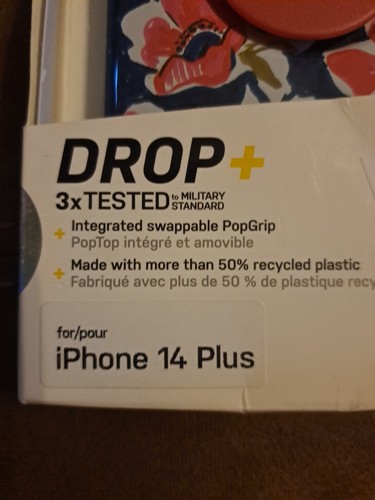 DROP+
3x TESTED to MILITARY
STANDARD
+ Integrated swappable PopGrip
PopTop intégré et amovible
+ Made with more than 50% recycled plastic
Fabriqué avec plus de 50 % de plastique recy
for/pour
iPhone 14 Plus